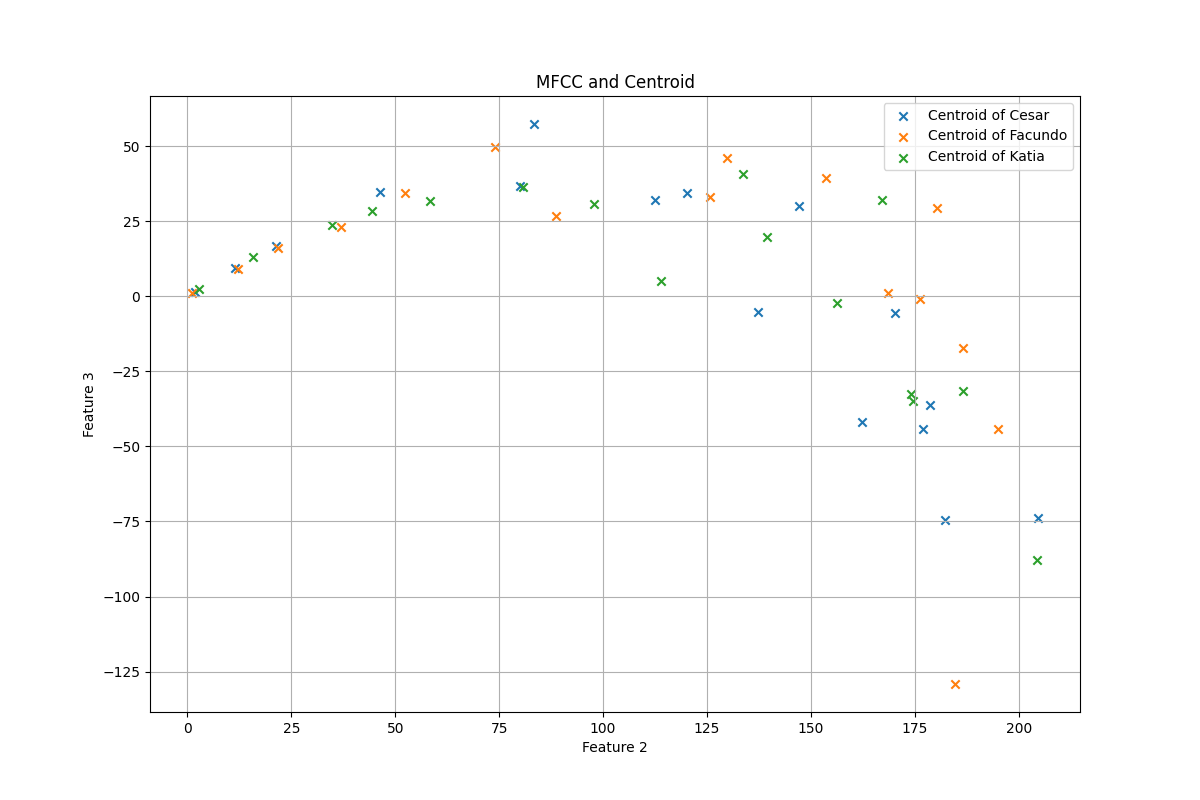 MFCC and Centroid
Centroid of Cesar
Centroid of Facundo
Centroid of Katia
50
25
0
−25
−50
−75
−100
−125
Feature 3
0 25 50 75 100 125 150 175 200
Feature 2